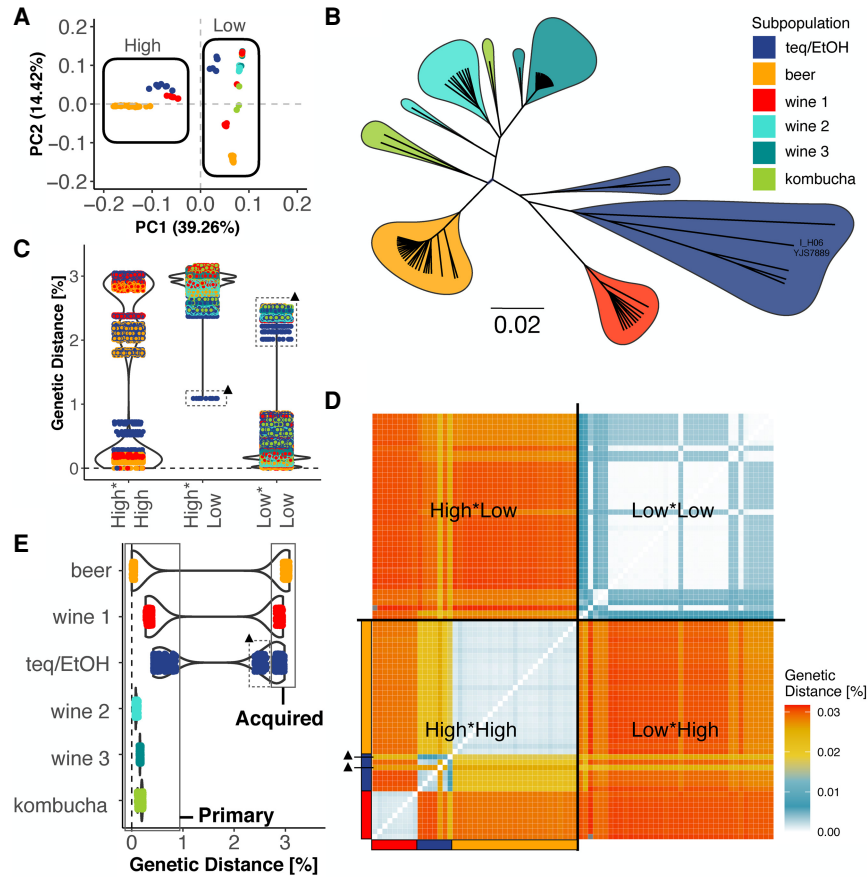 A
High
Low
0.2
0.1
0.0
−0.1
−0.2
PC2 (14.42%)
−0.2
−0.1
0.0
0.1
0.2
PC1 (39.26%)
B
I_H06
YJS7889
0.02
Subpopulation
teq/EtOH
beer
wine 1
wine 2
wine 3
kombucha
C
Genetic Distance [%]
3
2
1
0
▲
▲
High*
High
High*
Low
Low*
Low
D
High*Low
Low*Low
High*High
Low*High
▲
▲
Genetic
Distance [%]
0.03
0.02
0.01
0.00
E
beer
wine 1
teq/EtOH
wine 2
wine 3
kombucha
▲
Acquired
Primary
0
1
2
3
Genetic Distance [%]